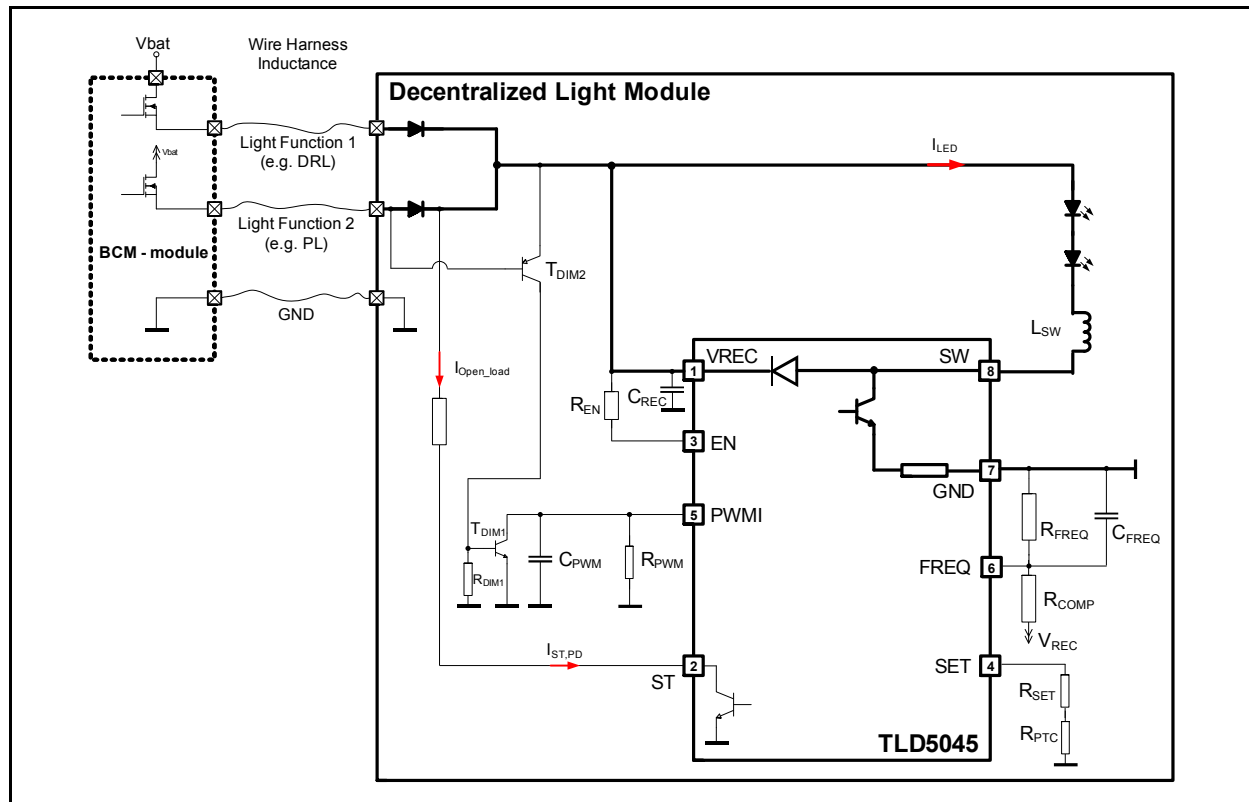 Vbat
Wire Harness
Inductance
Decentralized Light Module
Light Function 1
(e.g. DRL)
Vbat
Light Function 2
(e.g. PL)
BCM - module
GND
ILED
TDIM2
LSW
IOpen_load
VREC
SW
1
8
REN
CREC
3
EN
7
GND
5
PWMI
TDIM1
CPWM
RPWM
RDIM1
RFREQ
CFREQ
FREQ
6
RCOMP
VREC
IST,PD
2
ST
SET
4
RSET
RPTC
TLD5045